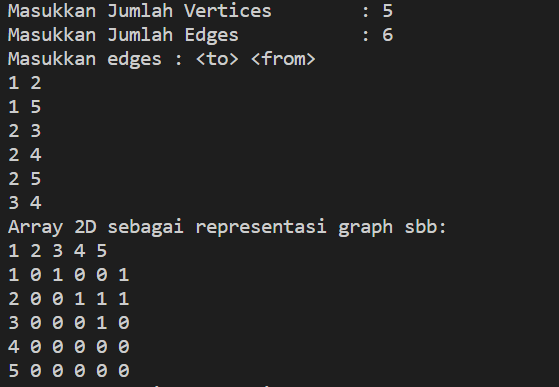 Masukkan Jumlah Vertices        : 5
Masukkan Jumlah Edges           : 6
Masukkan edges : <to> <from>
1 2
1 5
2 3
2 4
2 5
3 4
Array 2D sebagai representasi graph sbb:
1 2 3 4 5
1 0 1 0 0 1
2 0 0 1 1 1
3 0 0 0 1 0
4 0 0 0 0 0
5 0 0 0 0 0